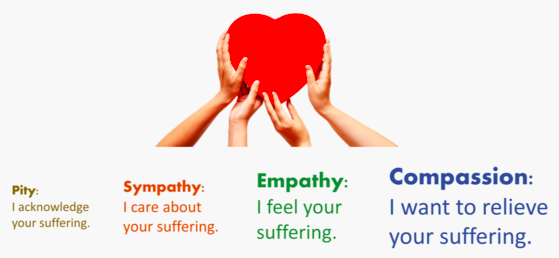 Pity:
I acknowledge
your suffering.
Sympathy:
I care about
your suffering.
Empathy:
I feel your
suffering.
Compassion:
I want to relieve
your suffering.